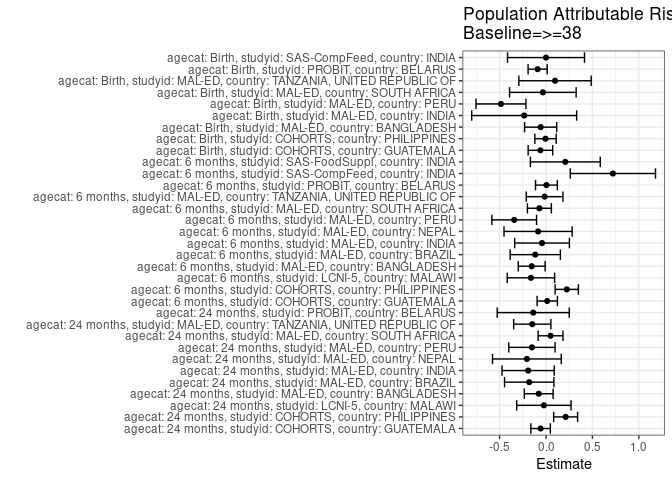 Population Attributable Ris
Baseline=>=38
agecat: Birth, studyid: SAS-CompFeed, country: INDIA
agecat: Birth, studyid: PROBIT, country: BELARUS
agecat: Birth, studyid: MAL-ED, country: TANZANIA, UNITED REPUBLIC OF
agecat: Birth, studyid: MAL-ED, country: SOUTH AFRICA
agecat: Birth, studyid: MAL-ED, country: PERU
agecat: Birth, studyid: MAL-ED, country: INDIA
agecat: Birth, studyid: MAL-ED, country: BANGLADESH
agecat: Birth, studyid: COHORTS, country: PHILIPPINES
agecat: Birth, studyid: COHORTS, country: GUATEMALA
agecat: 6 months, studyid: SAS-FoodSuppl, country: INDIA
agecat: 6 months, studyid: SAS-CompFeed, country: INDIA
agecat: 6 months, studyid: PROBIT, country: BELARUS
agecat: 6 months, studyid: MAL-ED, country: TANZANIA, UNITED REPUBLIC OF
agecat: 6 months, studyid: MAL-ED, country: SOUTH AFRICA
agecat: 6 months, studyid: MAL-ED, country: PERU
agecat: 6 months, studyid: MAL-ED, country: NEPAL
agecat: 6 months, studyid: MAL-ED, country: INDIA
agecat: 6 months, studyid: MAL-ED, country: BRAZIL
agecat: 6 months, studyid: MAL-ED, country: BANGLADESH
agecat: 6 months, studyid: LCNI-5, country: MALAWI
agecat: 6 months, studyid: COHORTS, country: PHILIPPINES
agecat: 6 months, studyid: COHORTS, country: GUATEMALA
agecat: 24 months, studyid: PROBIT, country: BELARUS
agecat: 24 months, studyid: MAL-ED, country: TANZANIA, UNITED REPUBLIC OF
agecat: 24 months, studyid: MAL-ED, country: SOUTH AFRICA
agecat: 24 months, studyid: MAL-ED, country: PERU
agecat: 24 months, studyid: MAL-ED, country: NEPAL
agecat: 24 months, studyid: MAL-ED, country: INDIA
agecat: 24 months, studyid: MAL-ED, country: BRAZIL
agecat: 24 months, studyid: MAL-ED, country: BANGLADESH
agecat: 24 months, studyid: LCNI-5, country: MALAWI
agecat: 24 months, studyid: COHORTS, country: PHILIPPINES
agecat: 24 months, studyid: COHORTS, country: GUATEMALA
-0.5 0.0 0.5 1.0
Estimate